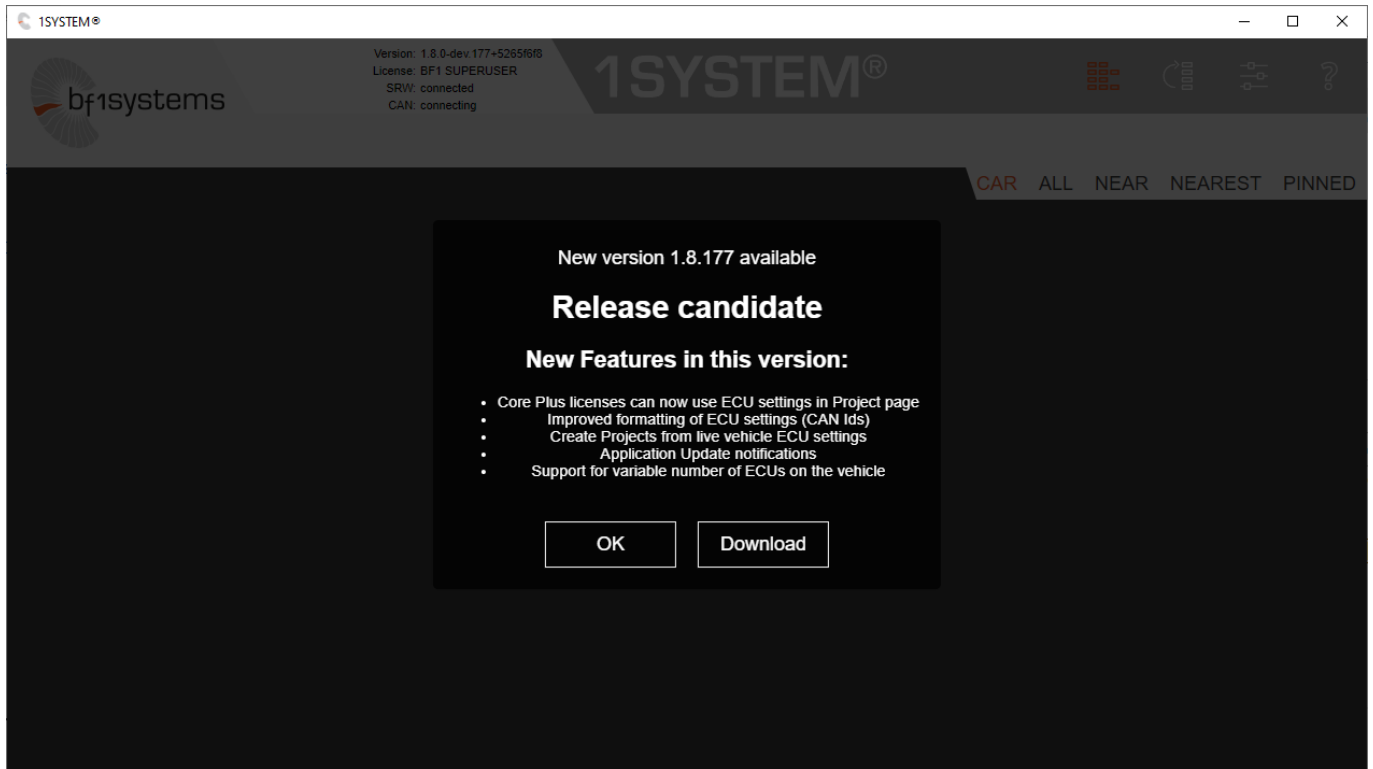 1SYSTEM®
Version: 1.8.0-dev.177+5265f6f8
License: BF1 SUPERUSER
SRW: connected
CAN: connecting
bf1systems
1SYSTEM®
?
CAR ALL NEAR NEAREST PINNED
New version 1.8.177 available
Release candidate
New Features in this version:
• Core Plus licenses can now use ECU settings in Project page
• Improved formatting of ECU settings (CAN Ids)
• Create Projects from live vehicle ECU settings
• Application Update notifications
• Support for variable number of ECUs on the vehicle
OK Download